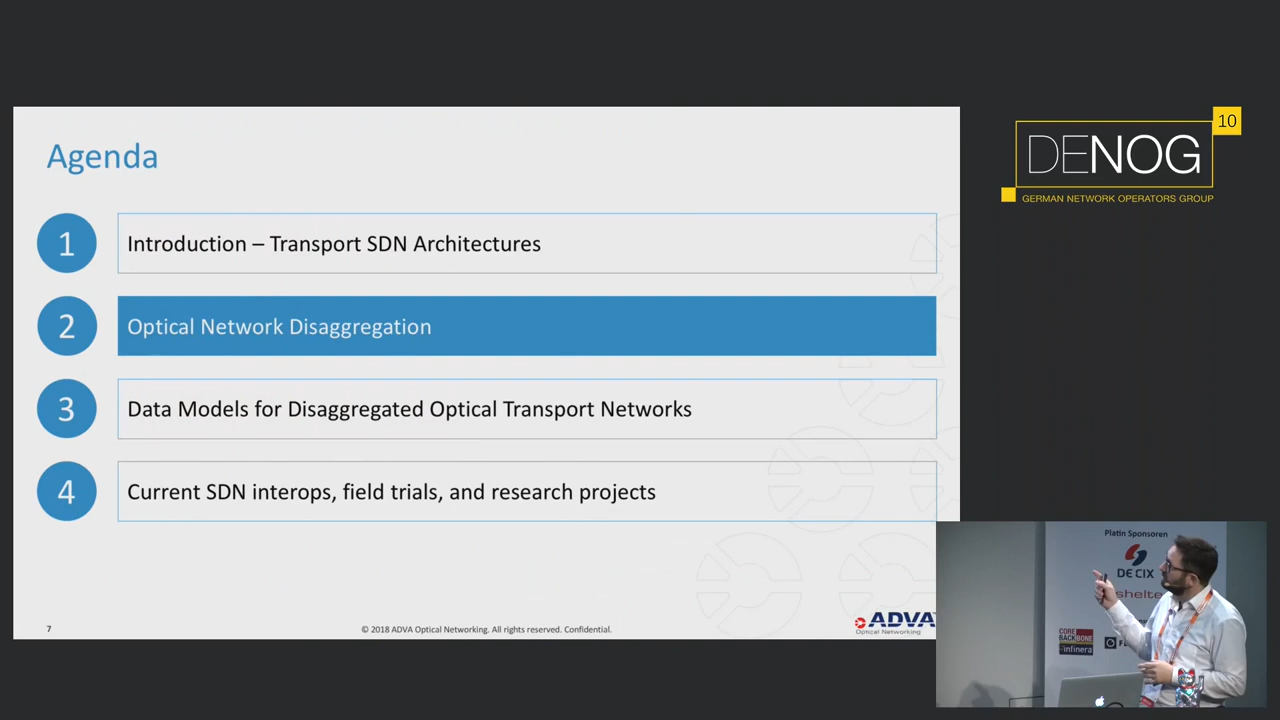 Agenda
1
Introduction – Transport SDN Architectures
2
Optical Network Disaggregation
3
Data Models for Disaggregated Optical Transport Networks
4
Current SDN interops, field trials, and research projects
7
© 2018 ADVA Optical Networking. All rights reserved. Confidential.
ADVA
Optical Networking
10
DENOG
GERMAN NETWORK OPERATORS GROUP
Platin Sponsoren
DE CIX
shelte
CORE
BACKBONE
infinera